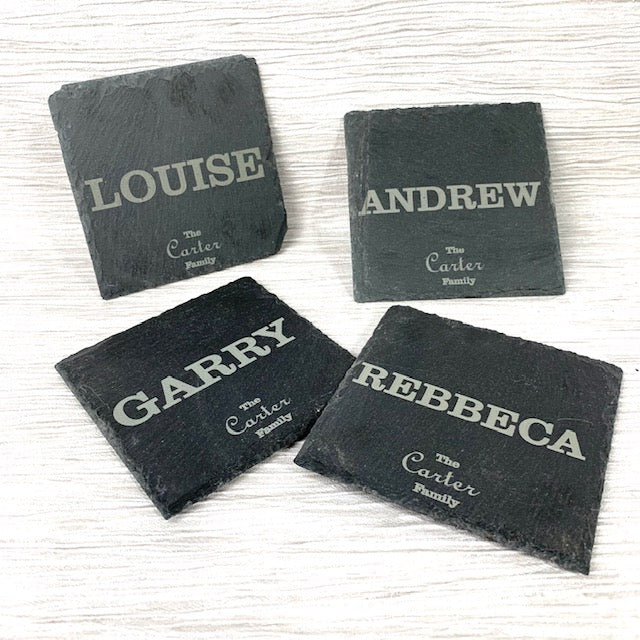 LOUISE
The
Carter
Family
ANDREW
The
Carter
Family
GARRY
The
Carter
Family
REBBECA
The
Carter
Family